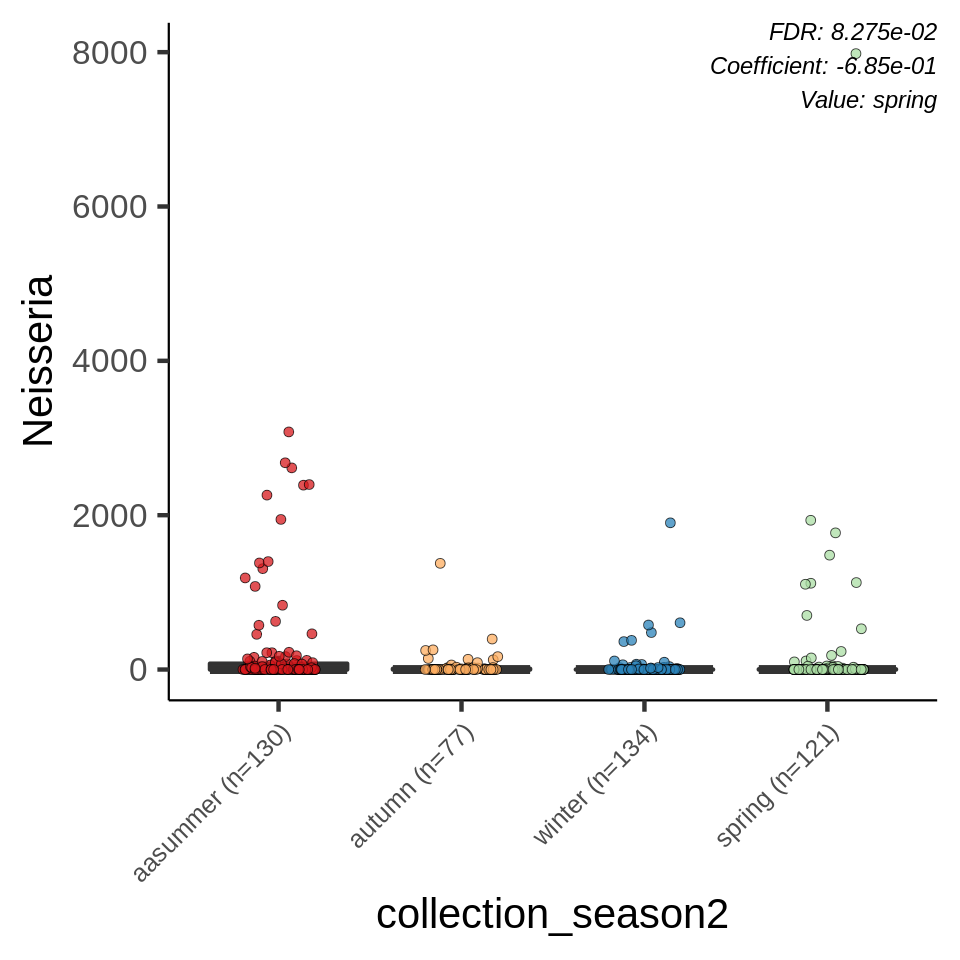 FDR: 8.275e-02
Coefficient: -6.85e-01
Value: spring
8000
6000
4000
2000
0
Neisseria
aasummer (n=130)
autumn (n=77)
winter (n=134)
spring (n=121)
collection_season2